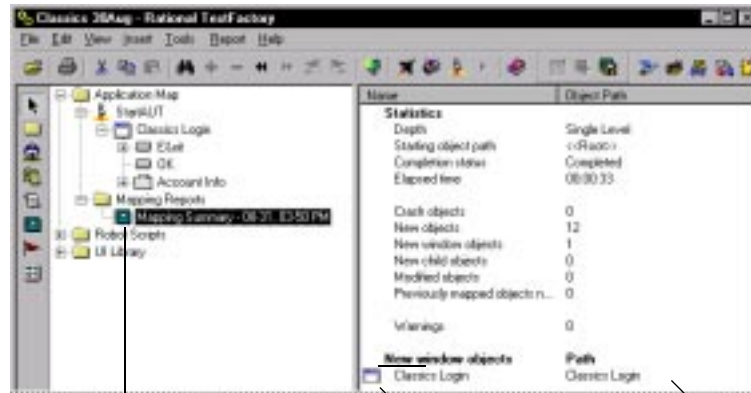 Classics 30Aug - Rational TestFactory
File Edit View Insert Tools Report Help
Application Map
StartAUT
Classics Login
OK
Account Info
Mapping Reports
Mapping Summary - 08-31, 03:50 PM
Robot Scripts
UI Library
Name Object Path
Statistics
Depth Single Level
Starting object path <<Root>>
Completion status Completed
Elapsed time 00:00:33
Crash objects 0
New objects 12
New window objects 1
New child objects 0
Modified objects 0
Previously mapped objects n... 0
Warnings 0
New window objects Path
Classics Login Classics Login